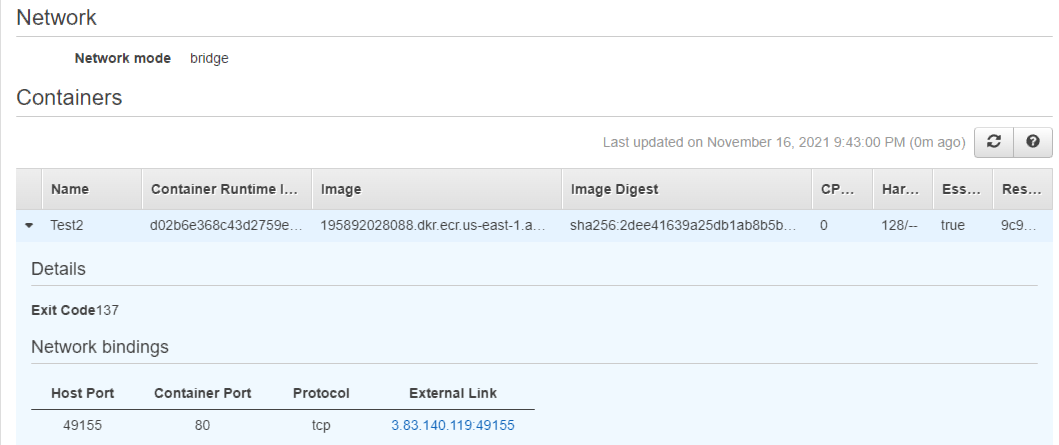 Network
Network mode bridge
Containers
Last updated on November 16, 2021 9:43:00 PM (0m ago)
Name Container Runtime I... Image Image Digest CP... Har... Ess... Res...
Test2 d02b6e368c43d2759e... 195892028088.dkr.ecr.us-east-1.a... sha256:2dee41639a25db1ab8b5b... 0 128/-- true 9c9...
Details
Exit Code137
Network bindings
Host Port Container Port Protocol External Link
49155 80 tcp 3.83.140.119:49155